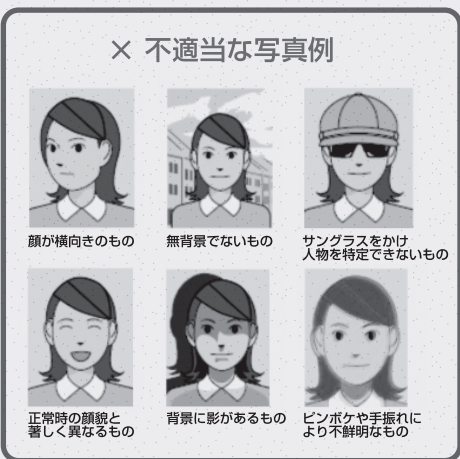 × 不適当な写真例
顔が横向きのもの
無背景でないもの
サングラスをかけ
人物を特定できないもの
正常時の顔貌と
著しく異なるもの
背景に影があるもの
ピンボケや手振れに
より不鮮明なもの